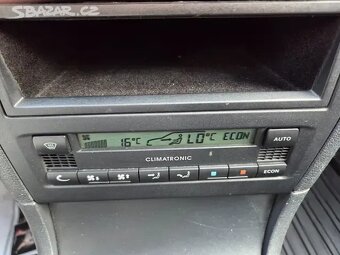 SBAZAR.CZ
16°C LO°C ECON
AUTO
CLIMATRONIC
ECON